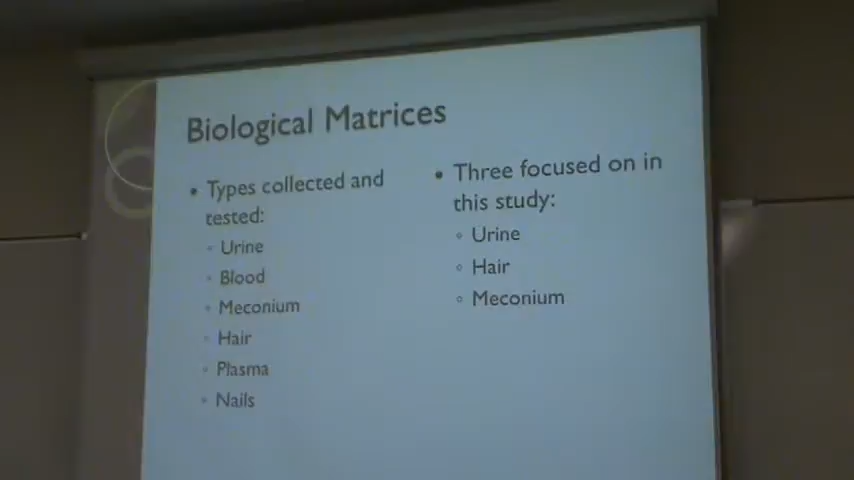 Biological Matrices
• Types collected and
tested:
◦ Urine
◦ Blood
◦ Meconium
◦ Hair
◦ Plasma
◦ Nails
• Three focused on in
this study:
◦ Urine
◦ Hair
◦ Meconium